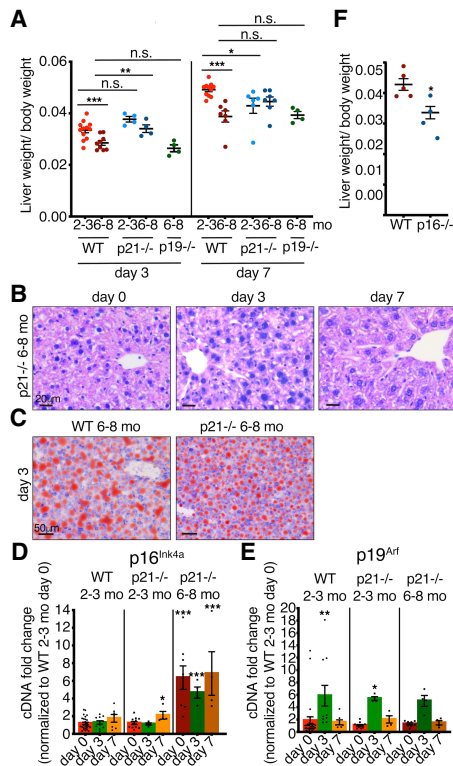 A
n.s.
n.s.
n.s.
**
n.s.
***
n.s.
*
***
Liver weight/ body weight
0.06
0.04
0.02
0.00
2-3 6-8 2-3 6-8 6-8 2-3 6-8 2-3 6-8 6-8 mo
WT p21-/- p19-/- WT p21-/- p19-/-
day 3 day 7
F
Liver weight/ body weight
0.05
0.04
0.03
0.02
0.01
0.00
*
WT p16-/-
B
day 0 day 3 day 7
p21-/- 6-8 mo
20μm
C
WT 6-8 mo p21-/- 6-8 mo
day 3
50μm
D
p16Ink4a
WT p21-/- p21-/-
2-3 mo 2-3 mo 6-8 mo
cDNA fold change
(normalized to WT 2-3 mo day 0)
14
12
10
8
6
4
2
0
* *** *** ***
day 0 day 3 day 7 day 0 day 3 day 7 day 0 day 3 day 7
E
p19Arf
WT p21-/- p21-/-
2-3 mo 2-3 mo 6-8 mo
cDNA fold change
(normalized to WT 2-3 mo day 0)
20
18
16
14
12
10
8
6
4
2
0
** *
day 0 day 3 day 7 day 0 day 3 day 7 day 0 day 3 day 7